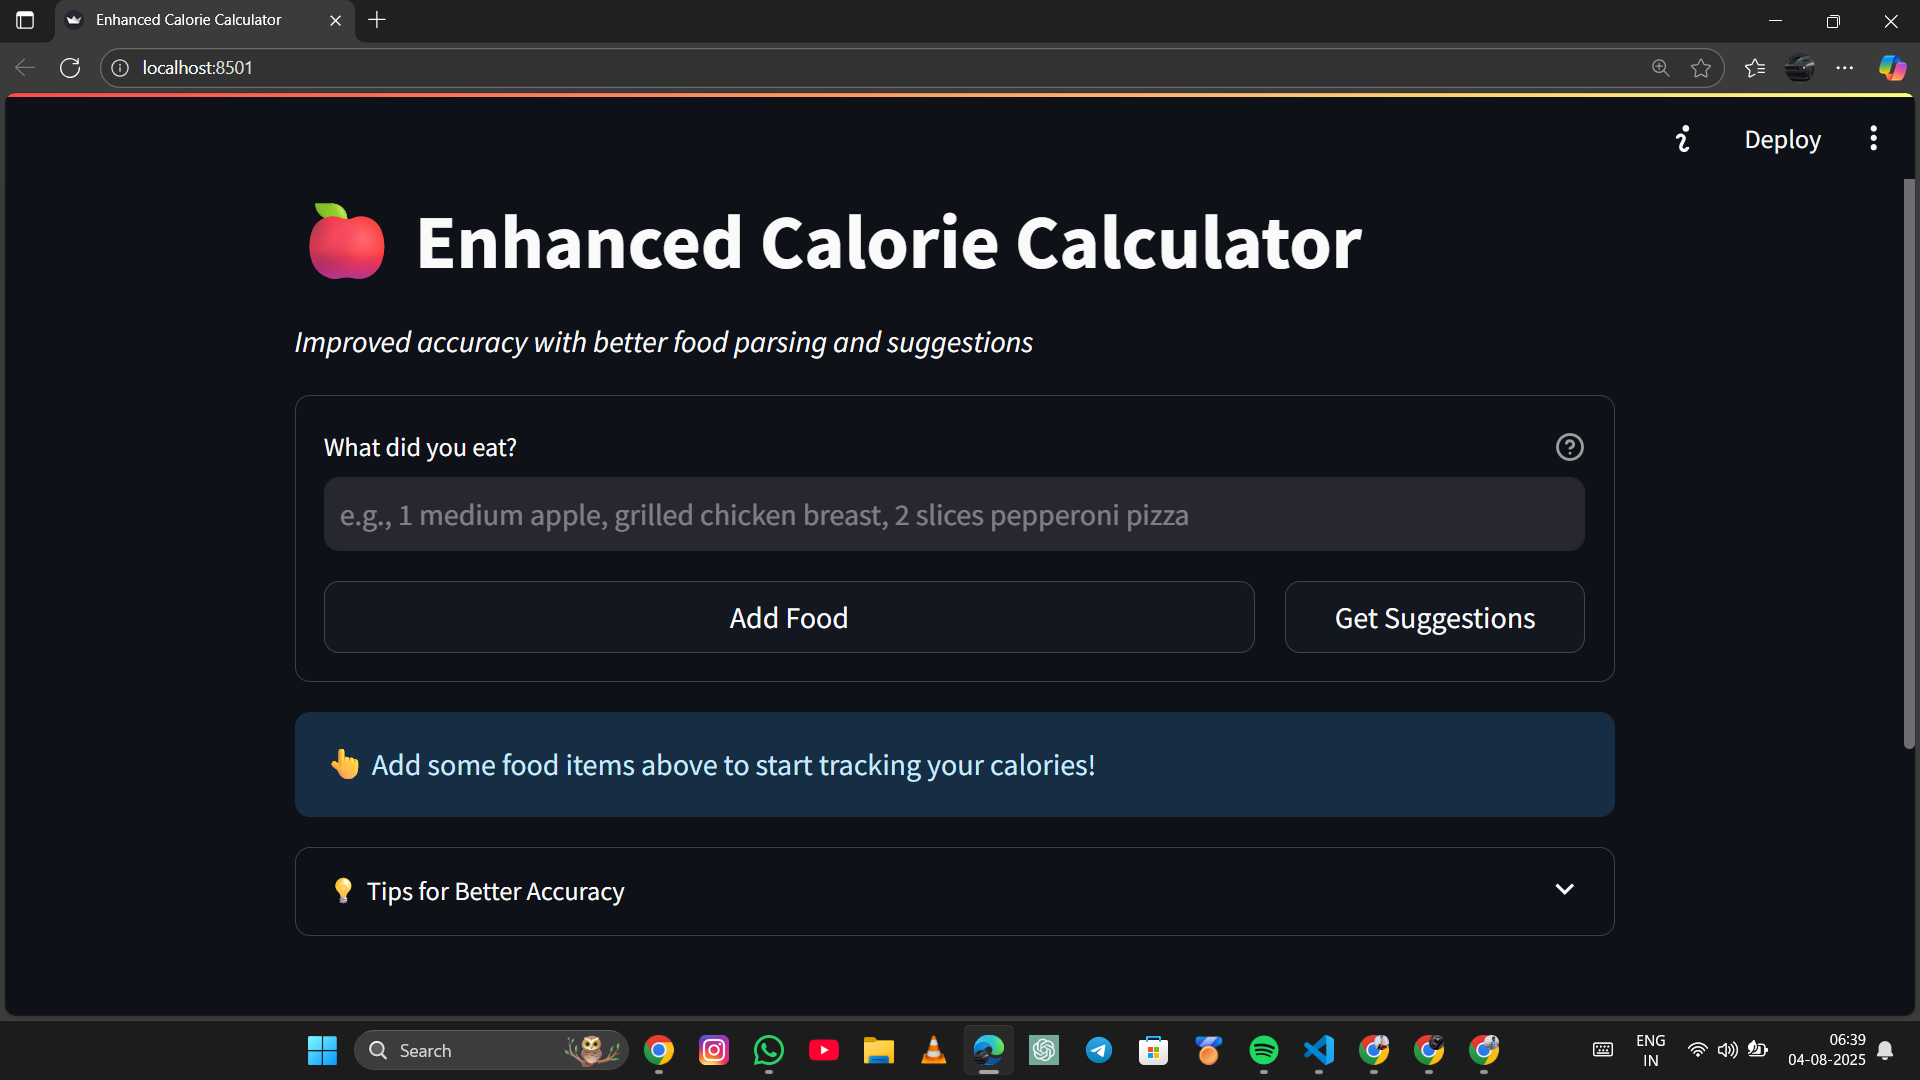 Enhanced Calorie Calculator
localhost:8501
Deploy
Enhanced Calorie Calculator
Improved accuracy with better food parsing and suggestions
What did you eat?
e.g., 1 medium apple, grilled chicken breast, 2 slices pepperoni pizza
Add Food
Get Suggestions
👆 Add some food items above to start tracking your calories!
💡 Tips for Better Accuracy
Search
ENG
IN
06:39
04-08-2025